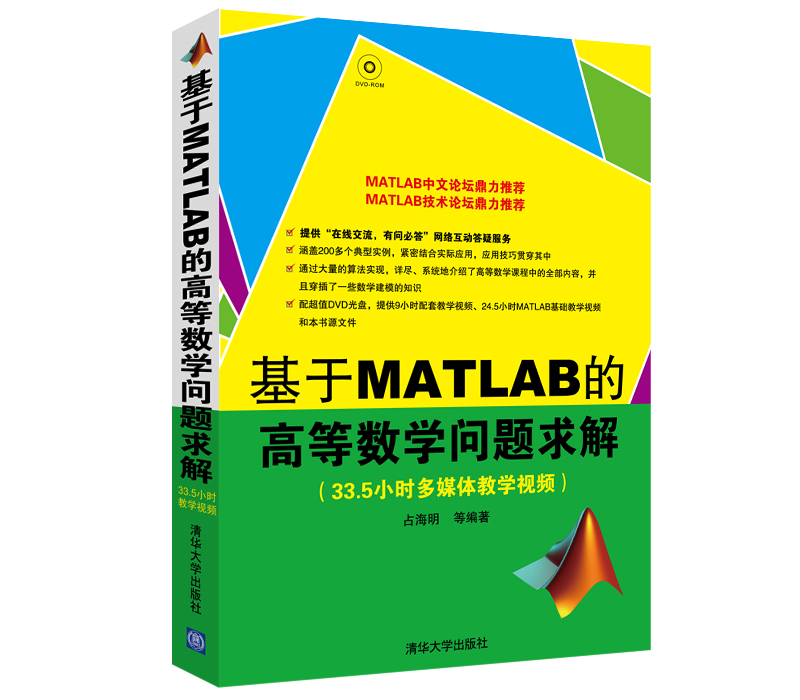 基于MATLAB的高等数学问题求解
33.5小时
教学视频
清华大学出版社
DVD-ROM
MATLAB中文论坛鼎力推荐
MATLAB技术论坛鼎力推荐
提供“在线交流，有问必答”网络互动答疑服务
涵盖200多个典型实例，紧密结合实际应用，应用技巧贯穿其中
通过大量的算法实现，详尽、系统地介绍了高等数学课程中的全部内容，并
且穿插了一些数学建模的知识
配超值DVD光盘，提供9小时配套教学视频、24.5小时MATLAB基础教学视频
和本书源文件
基于MATLAB的
高等数学问题求解
（33.5小时多媒体教学视频）
占海明 等编著
清华大学出版社